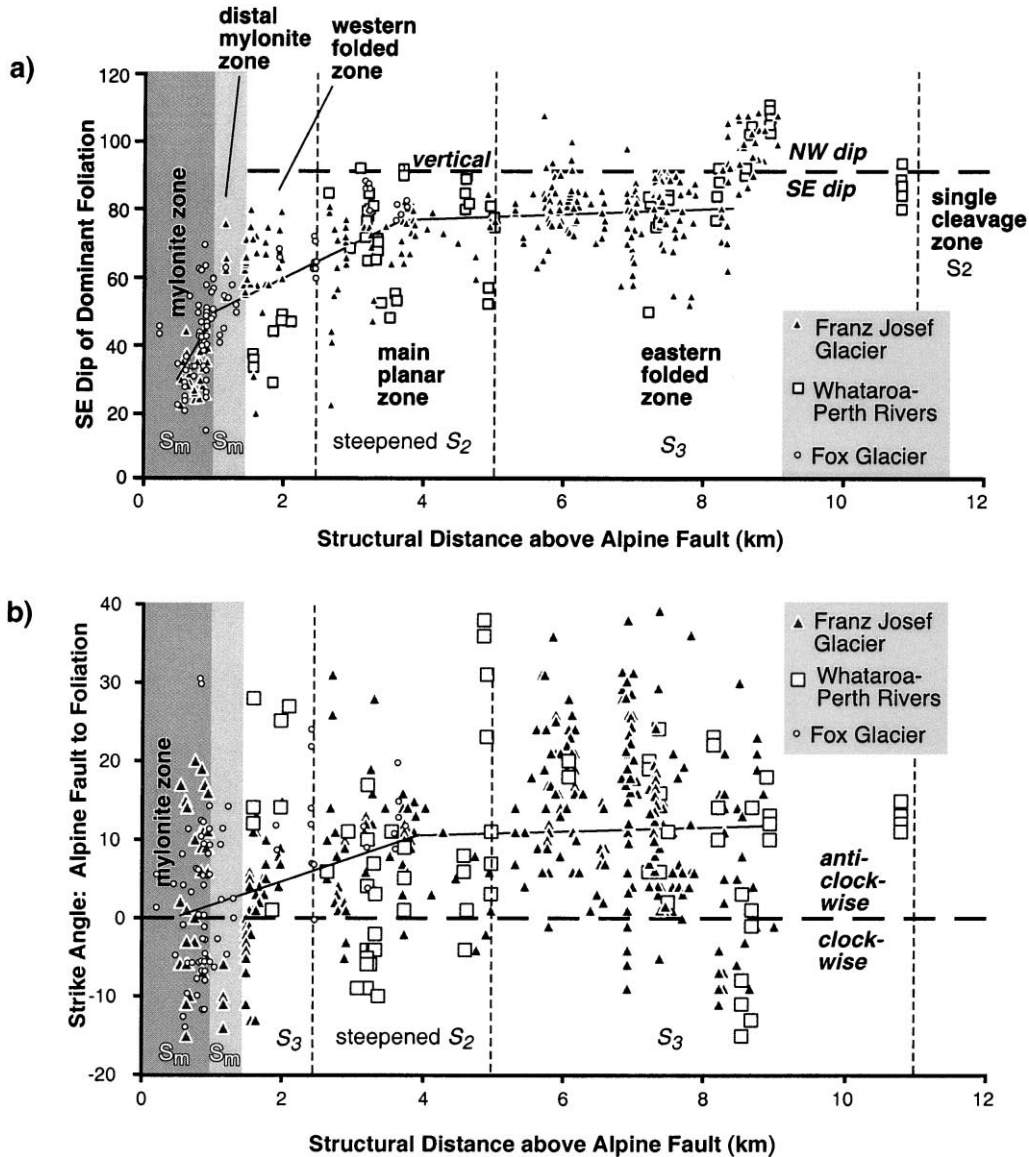 a)
distal
mylonite
zone
western
folded
zone
SE Dip of Dominant Foliation
120
100
80
60
40
20
0
mylonite zone
vertical
NW dip
SE dip
single
cleavage
zone
S2
main
planar
zone
eastern
folded
zone
Sm
Sm
steepened S2
S3
Franz Josef
Glacier
Whataroa-
Perth Rivers
Fox Glacier
0
2
4
6
8
10
12
Structural Distance above Alpine Fault (km)
b)
Strike Angle: Alpine Fault to Foliation
40
30
20
10
0
-10
-20
mylonite zone
Franz Josef
Glacier
Whataroa-
Perth Rivers
Fox Glacier
anti-
clock-
wise
clock-
wise
Sm
Sm
S3
steepened S2
S3
0
2
4
6
8
10
12
Structural Distance above Alpine Fault (km)